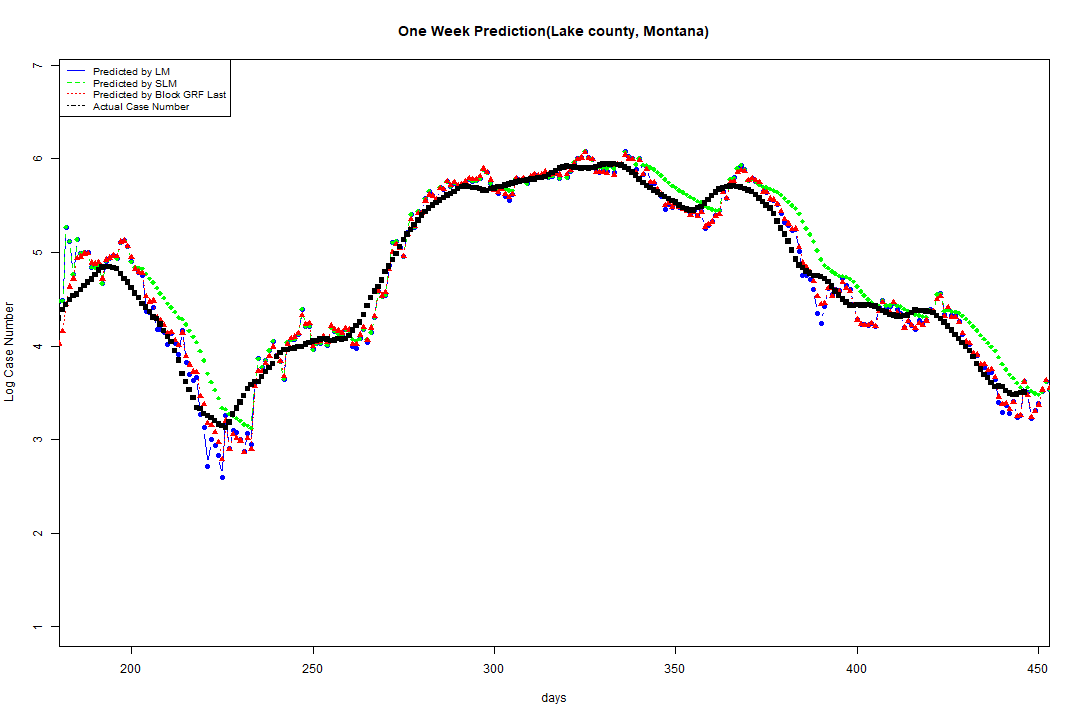 One Week Prediction(Lake county, Montana)
Predicted by LM
Predicted by SLM
Predicted by Block GRF Last
Actual Case Number
7
6
5
4
3
2
1
Log Case Number
200 250 300 350 400 450
days